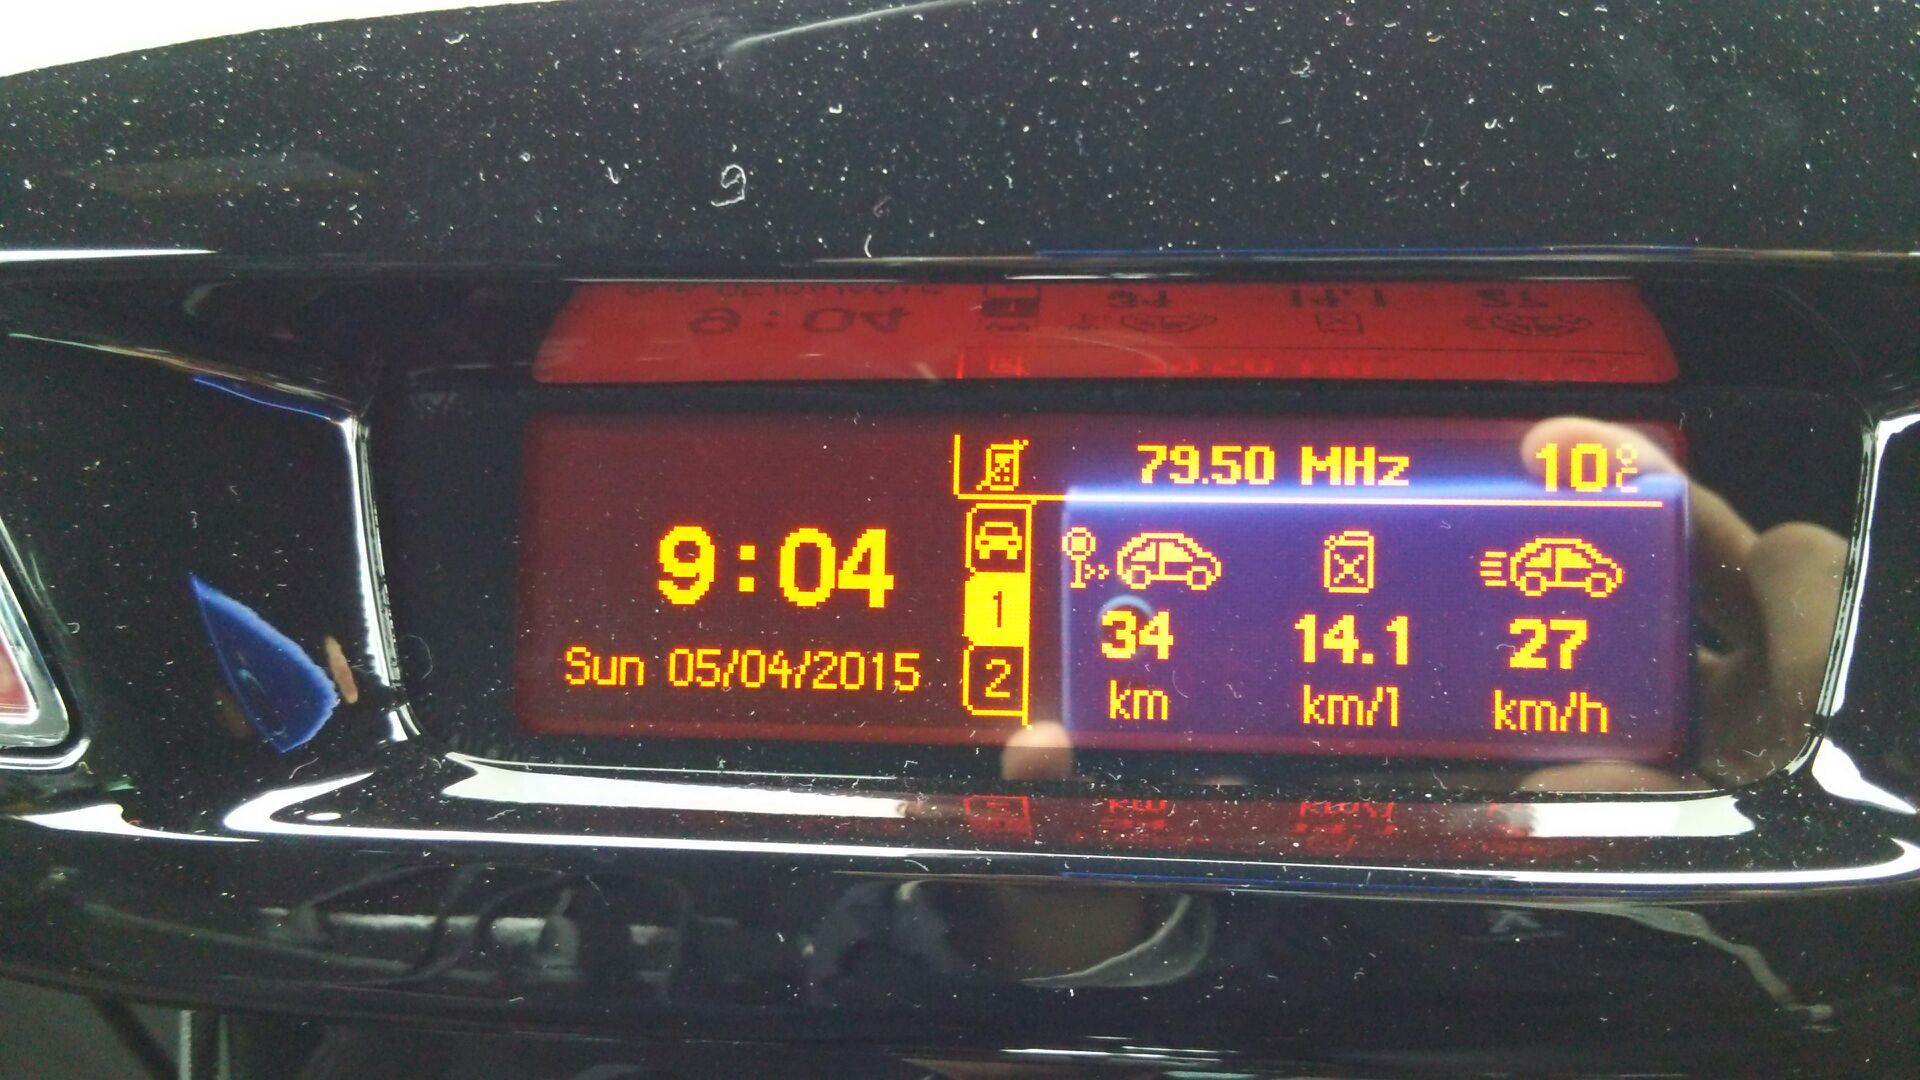 79.50 MHz 10°C
9:04
1
34 14.1 27
Sun 05/04/2015
2
km km/l km/h